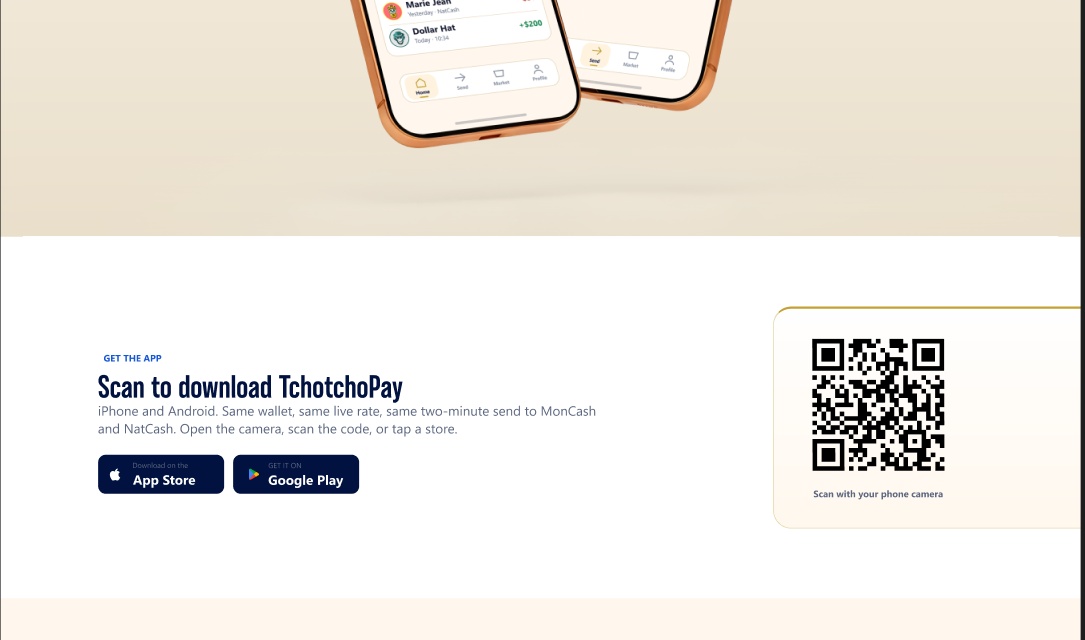 Marie Jean
Yesterday · NatCash
Dollar Hat
Today · 10:34
+$200
Home
Send
Market
Profile
Send
Market
Profile
GET THE APP
Scan to download TchotchoPay
iPhone and Android. Same wallet, same live rate, same two-minute send to MonCash
and NatCash. Open the camera, scan the code, or tap a store.
Download on the
App Store
GET IT ON
Google Play
Scan with your phone camera